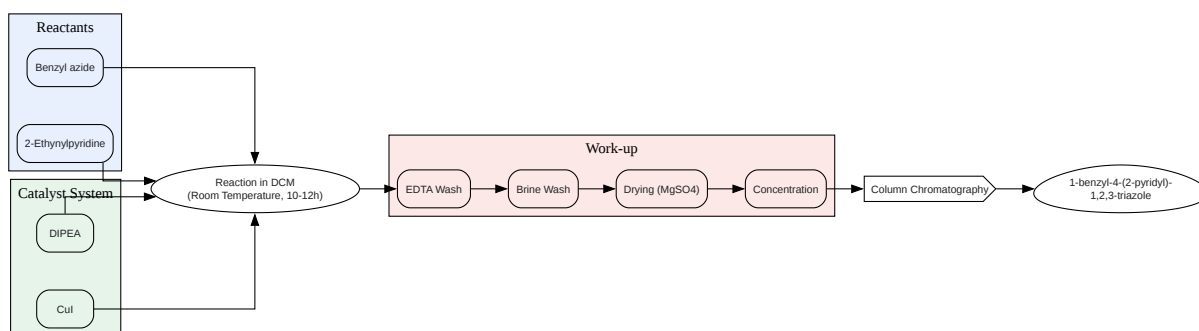 Reactants
Benzyl azide
2-Ethynylpyridine
Catalyst System
DIPEA
CuI
Reaction in DCM
(Room Temperature, 10-12h)
Work-up
EDTA Wash
Brine Wash
Drying (MgSO4)
Concentration
Column Chromatography
1-benzyl-4-(2-pyridyl)-
1,2,3-triazole